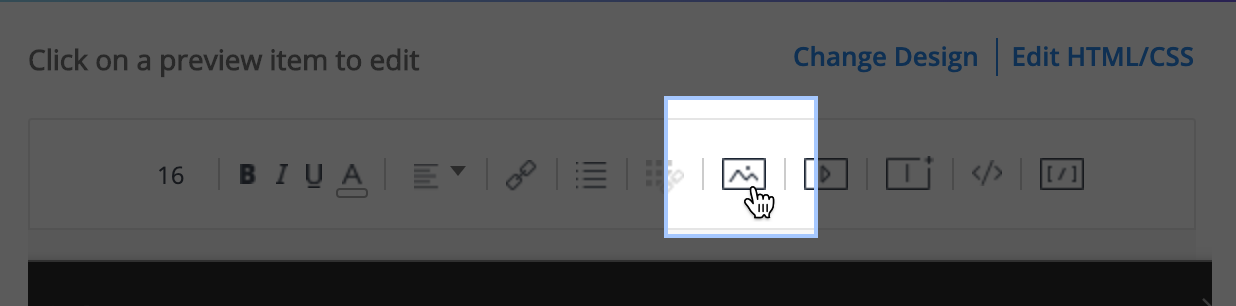 Click on a preview item to edit
Change Design | Edit HTML/CSS
16 B I U A </> [/]